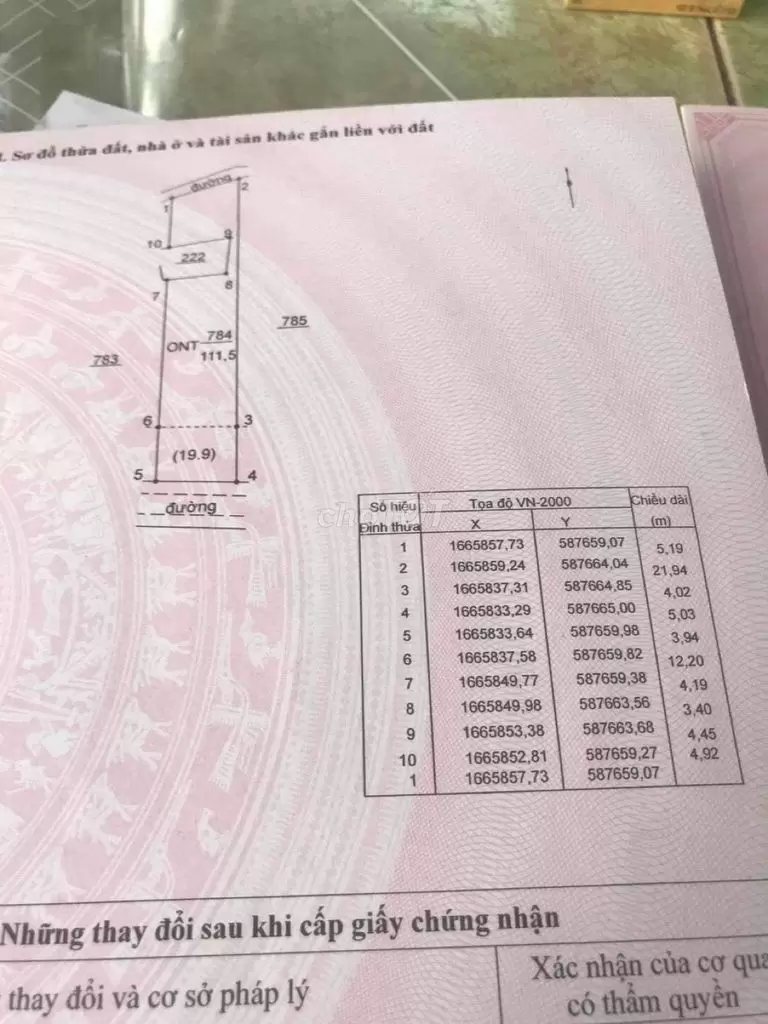 I. Sơ đồ thửa đất, nhà ở và tài sản khác gắn liền với đất
đường
1
2
10
9
222
7
8
ONT 784
111,5
785
783
6
3
(19.9)
5
4
đường
Số hiệu Đỉnh thửa Tọa độ VN-2000 Chiều dài
X Y (m)
1 1665857,73 587659,07
5,19
2 1665859,24 587664,04
21,94
3 1665837,31 587664,85
4,02
4 1665833,29 587665,00
5,03
5 1665833,64 587659,98
3,94
6 1665837,58 587659,82
12,20
7 1665849,77 587659,38
4,19
8 1665849,98 587663,56
3,40
9 1665853,38 587663,68
4,45
10 1665852,81 587659,27
4,92
1 1665857,73 587659,07
Những thay đổi sau khi cấp giấy chứng nhận
thay đổi và cơ sở pháp lý
Xác nhận của cơ qua
có thẩm quyền